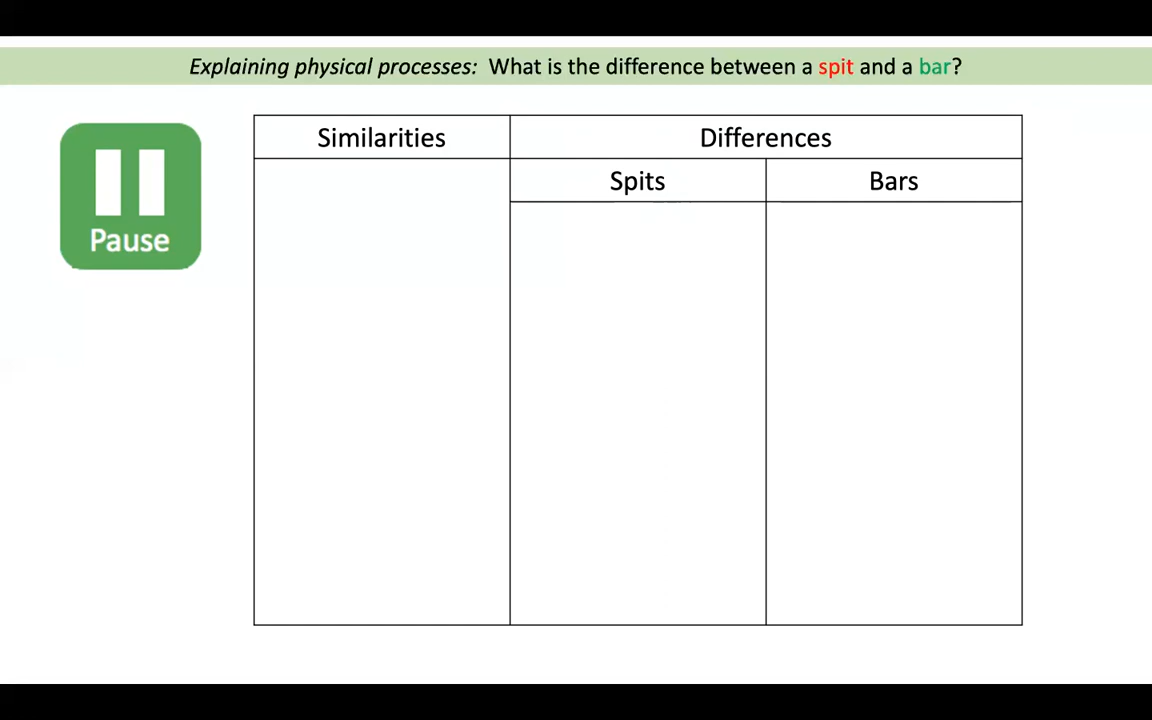 Explaining physical processes: What is the difference between a spit and a bar?
Pause
Similarities
Differences
Spits
Bars